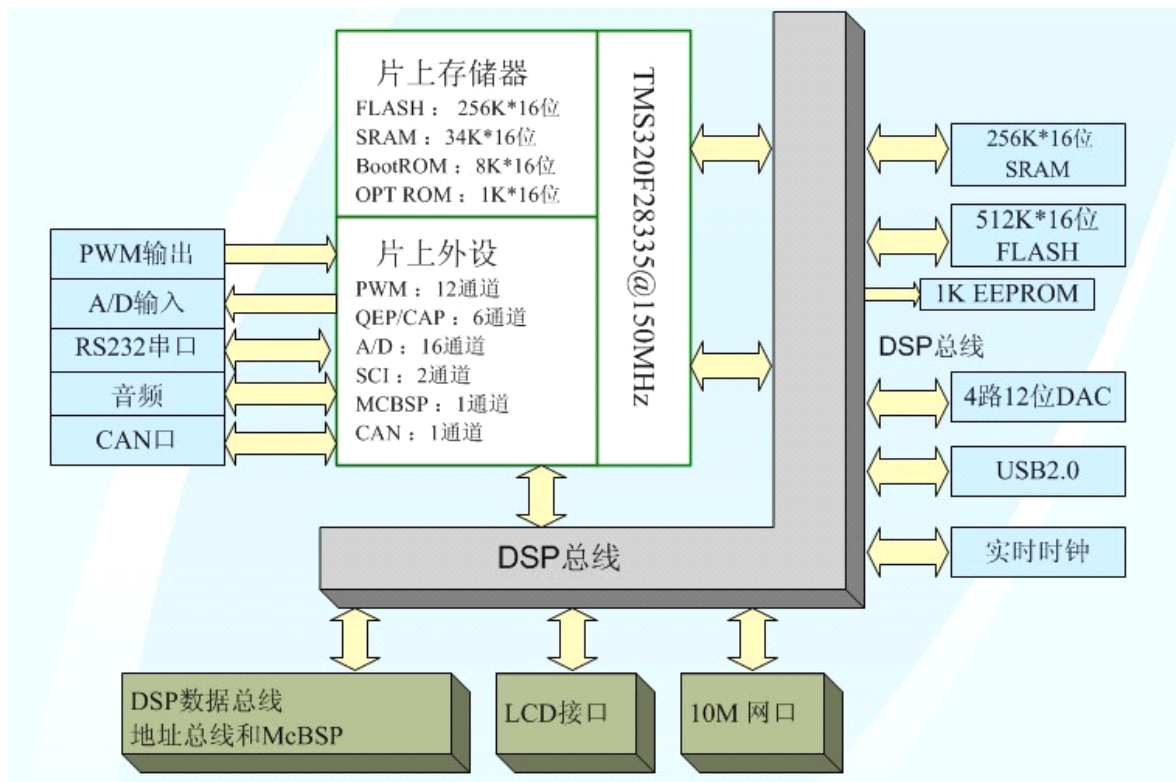 片上存储器
FLASH： 256K*16位
SRAM：34K*16位
BootROM：8K*16位
OPT ROM：1K*16位
TMS320F28335@150MHz
片上外设
PWM：12通道
QEP/CAP：6通道
A/D：16通道
SCI：2通道
MCBSP：1通道
CAN：1通道
PWM输出
A/D输入
RS232串口
音频
CAN口
256K*16位
SRAM
512K*16位
FLASH
1K EEPROM
DSP总线
4路12位DAC
USB2.0
实时时钟
DSP总线
DSP数据总线
地址总线和McBSP
LCD接口
10M 网口